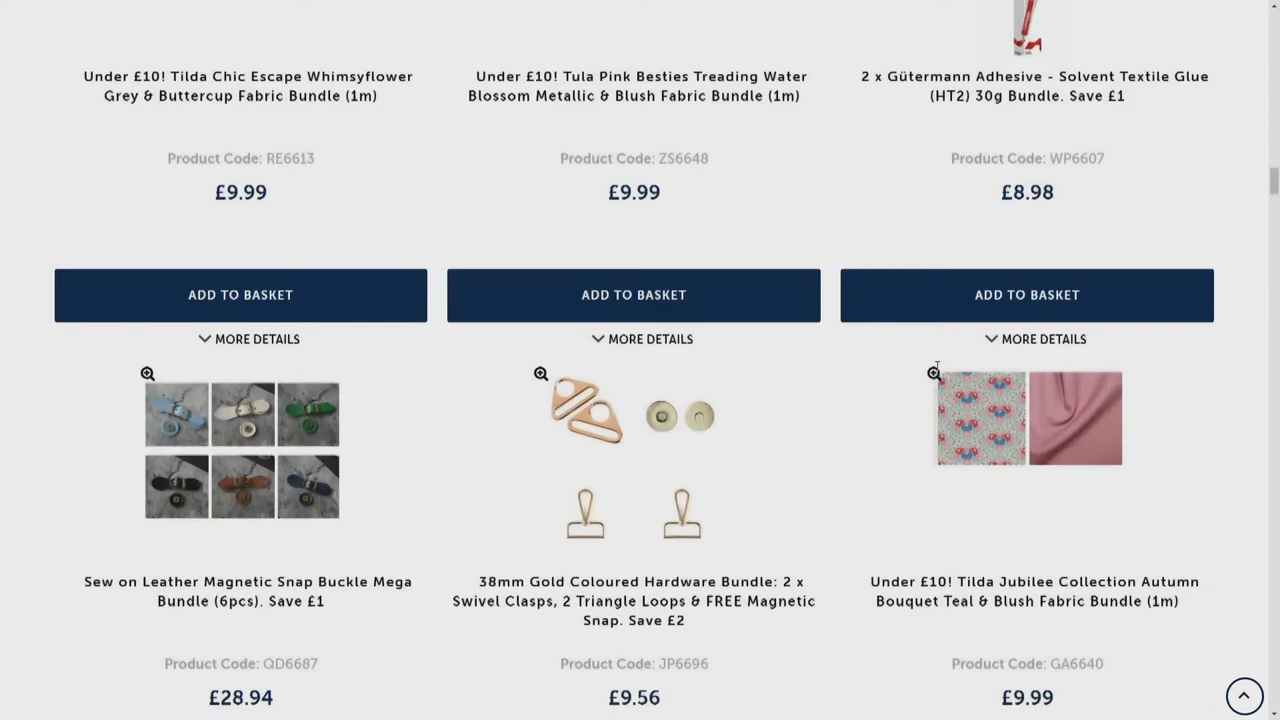 Under £10! Tilda Chic Escape Whimsyflower
Grey & Buttercup Fabric Bundle (1m)
Product Code: RE6613
£9.99
ADD TO BASKET
MORE DETAILS
Under £10! Tula Pink Besties Treading Water
Blossom Metallic & Blush Fabric Bundle (1m)
Product Code: ZS6648
£9.99
ADD TO BASKET
MORE DETAILS
2 x Gütermann Adhesive - Solvent Textile Glue
(HT2) 30g Bundle. Save £1
Product Code: WP6607
£8.98
ADD TO BASKET
MORE DETAILS
Sew on Leather Magnetic Snap Buckle Mega
Bundle (6pcs). Save £1
Product Code: QD6687
£28.94
38mm Gold Coloured Hardware Bundle: 2 x
Swivel Clasps, 2 Triangle Loops & FREE Magnetic
Snap. Save £2
Product Code: JP6696
£9.56
Under £10! Tilda Jubilee Collection Autumn
Bouquet Teal & Blush Fabric Bundle (1m)
Product Code: GA6640
£9.99